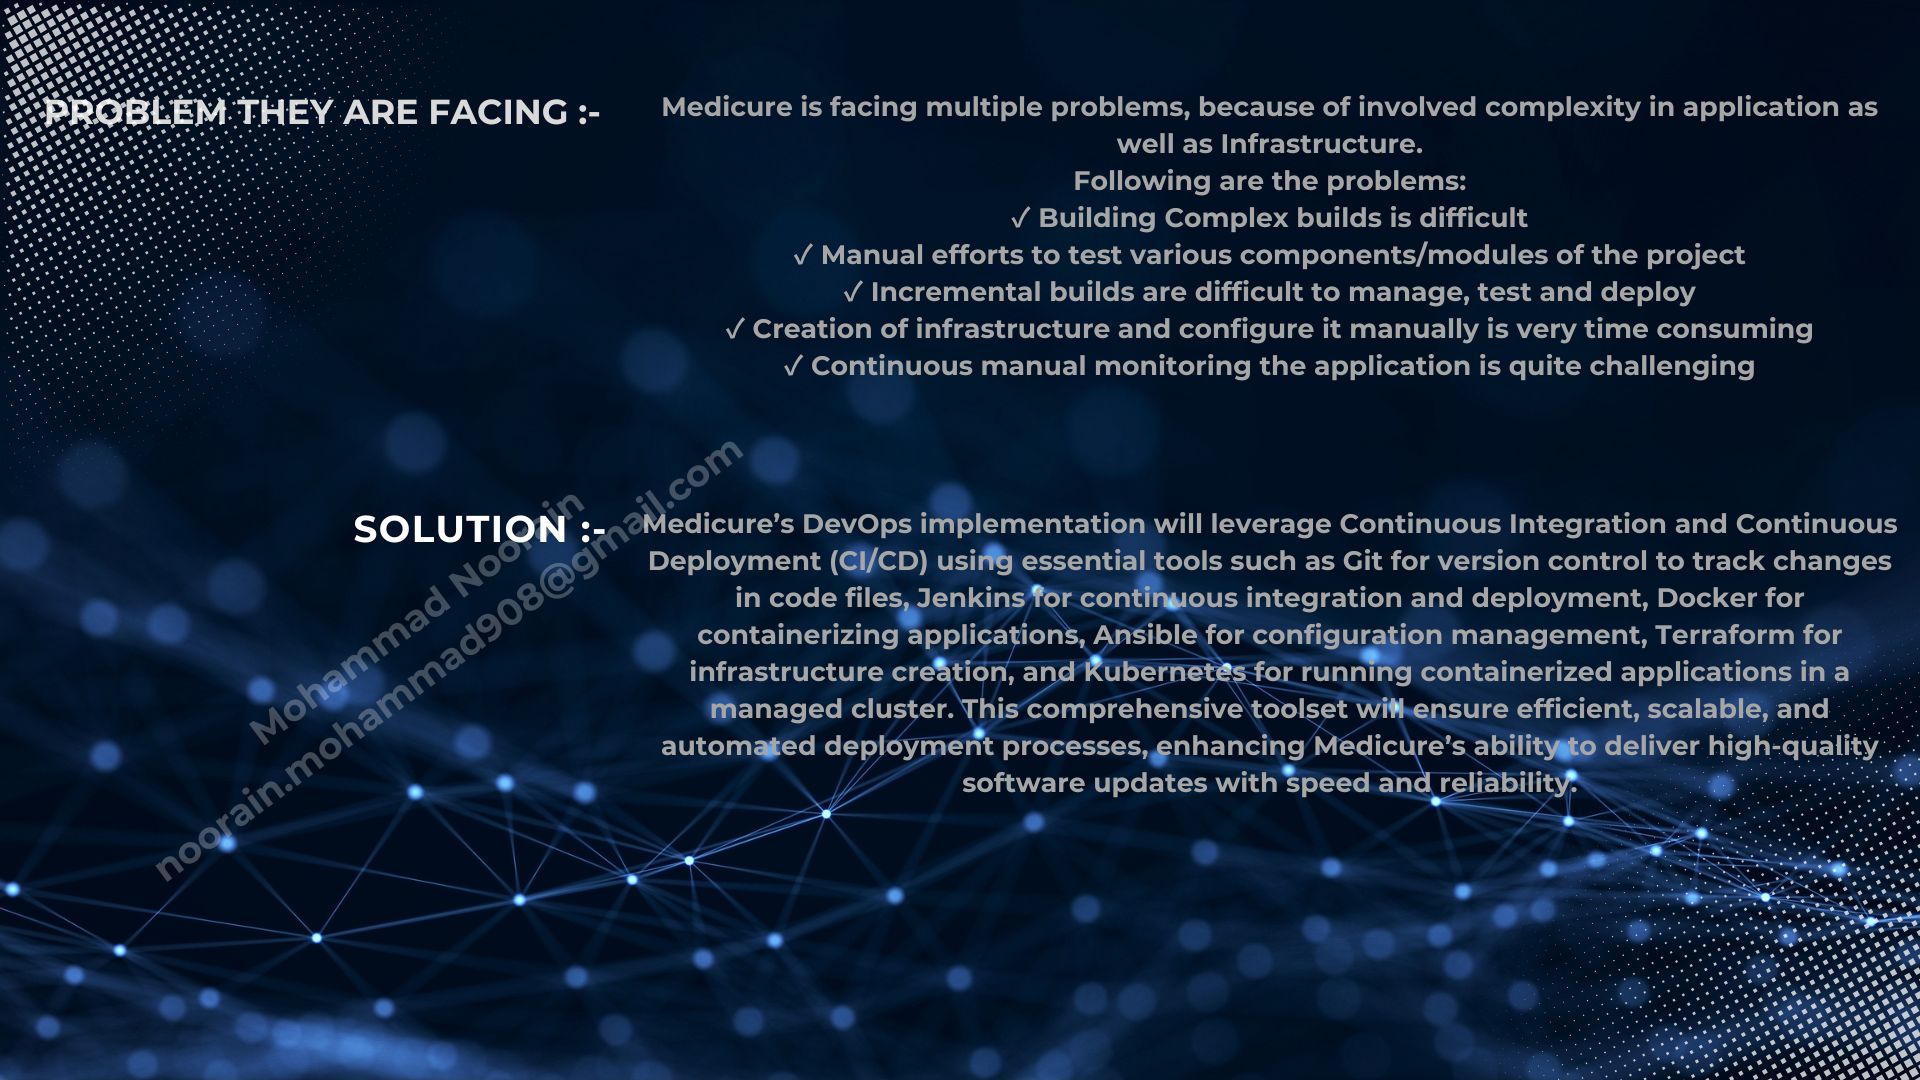 PROBLEM THEY ARE FACING :-
Medicure is facing multiple problems, because of involved complexity in application as
well as Infrastructure.
Following are the problems:
✓ Building Complex builds is difficult
✓ Manual efforts to test various components/modules of the project
✓ Incremental builds are difficult to manage, test and deploy
✓ Creation of infrastructure and configure it manually is very time consuming
✓ Continuous manual monitoring the application is quite challenging
SOLUTION :-
Medicure’s DevOps implementation will leverage Continuous Integration and Continuous
Deployment (CI/CD) using essential tools such as Git for version control to track changes
in code files, Jenkins for continuous integration and deployment, Docker for
containerizing applications, Ansible for configuration management, Terraform for
infrastructure creation, and Kubernetes for running containerized applications in a
managed cluster. This comprehensive toolset will ensure efficient, scalable, and
automated deployment processes, enhancing Medicure’s ability to deliver high-quality
software updates with speed and reliability.
Mohammad Noorain
noorain.mohammad908@gmail.com